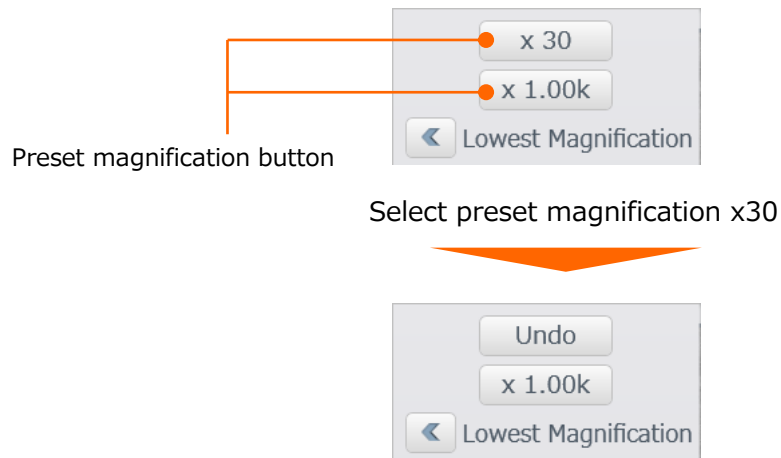 x 30
x 1.00k
Lowest Magnification
Preset magnification button
Select preset magnification x30
Undo
x 1.00k
Lowest Magnification